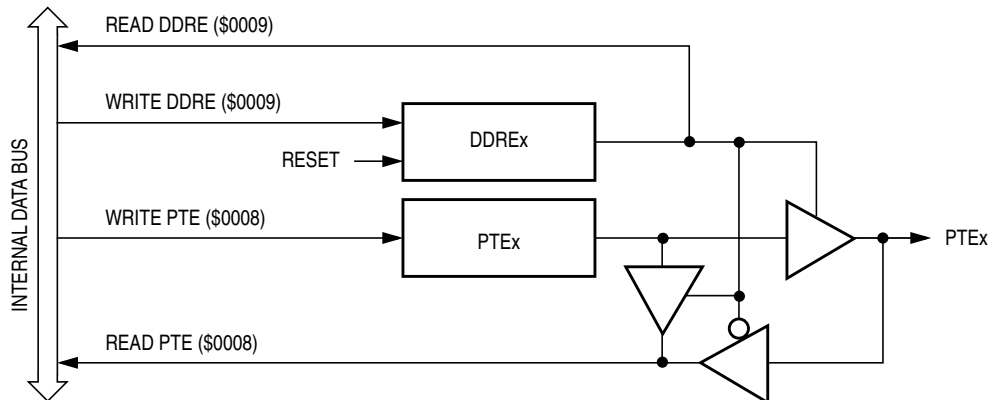 READ DDRE ($0009)
WRITE DDRE ($0009)
DDREx
RESET
WRITE PTE ($0008)
PTEx
PTEx
READ PTE ($0008)
INTERNAL DATA BUS